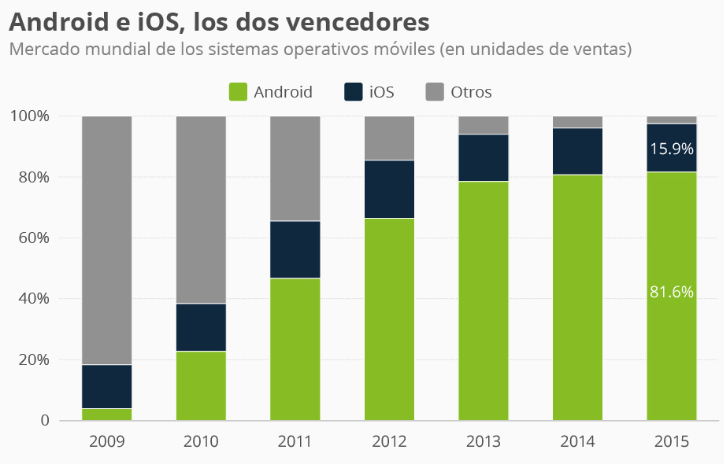 Android e iOS, los dos vencedores
Mercado mundial de los sistemas operativos móviles (en unidades de ventas)
Android iOS Otros
100%
15.9%
80%
60%
81.6%
40%
20%
0
2009 2010 2011 2012 2013 2014 2015